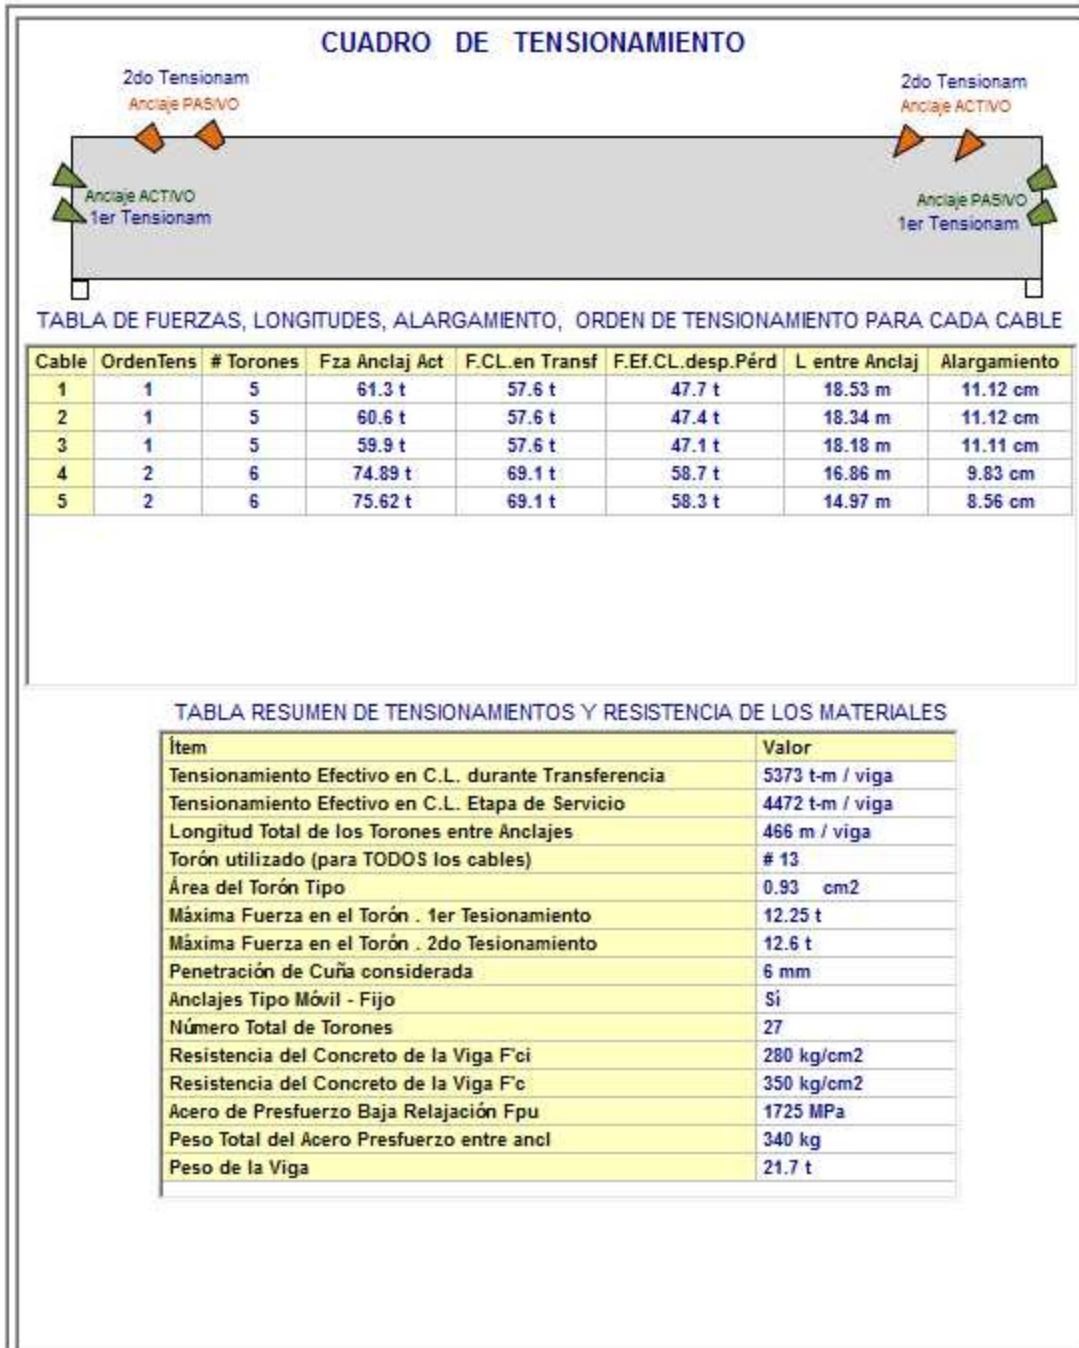 CUADRO DE TENSIONAMIENTO
2do Tensionam
Anclaje PASIVO
2do Tensionam
Anclaje ACTIVO
Anclaje ACTIVO
1er Tensionam
Anclaje PASIVO
1er Tensionam
TABLA DE FUERZAS, LONGITUDES, ALARGAMIENTO, ORDEN DE TENSIONAMIENTO PARA CADA CABLE
Cable OrdenTens # Torones Fza Anclaj Act F.CL.en Transf F.Ef.CL.desp.Pérd L entre Anclaj Alargamiento
1 1 5 61.3 t 57.6 t 47.7 t 18.53 m 11.12 cm
2 1 5 60.6 t 57.6 t 47.4 t 18.34 m 11.12 cm
3 1 5 59.9 t 57.6 t 47.1 t 18.18 m 11.11 cm
4 2 6 74.89 t 69.1 t 58.7 t 16.86 m 9.83 cm
5 2 6 75.62 t 69.1 t 58.3 t 14.97 m 8.56 cm
TABLA RESUMEN DE TENSIONAMIENTOS Y RESISTENCIA DE LOS MATERIALES
Ítem Valor
Tensionamiento Efectivo en C.L. durante Transferencia 5373 t-m / viga
Tensionamiento Efectivo en C.L. Etapa de Servicio 4472 t-m / viga
Longitud Total de los Torones entre Anclajes 466 m / viga
Torón utilizado (para TODOS los cables) # 13
Área del Torón Tipo 0.93 cm2
Máxima Fuerza en el Torón . 1er Tesionamiento 12.25 t
Máxima Fuerza en el Torón . 2do Tesionamiento 12.6 t
Penetración de Cuña considerada 6 mm
Anclajes Tipo Móvil - Fijo Sí
Número Total de Torones 27
Resistencia del Concreto de la Viga F'ci 280 kg/cm2
Resistencia del Concreto de la Viga F'c 350 kg/cm2
Acero de Presfuerzo Baja Relajación Fpu 1725 MPa
Peso Total del Acero Presfuerzo entre ancl 340 kg
Peso de la Viga 21.7 t